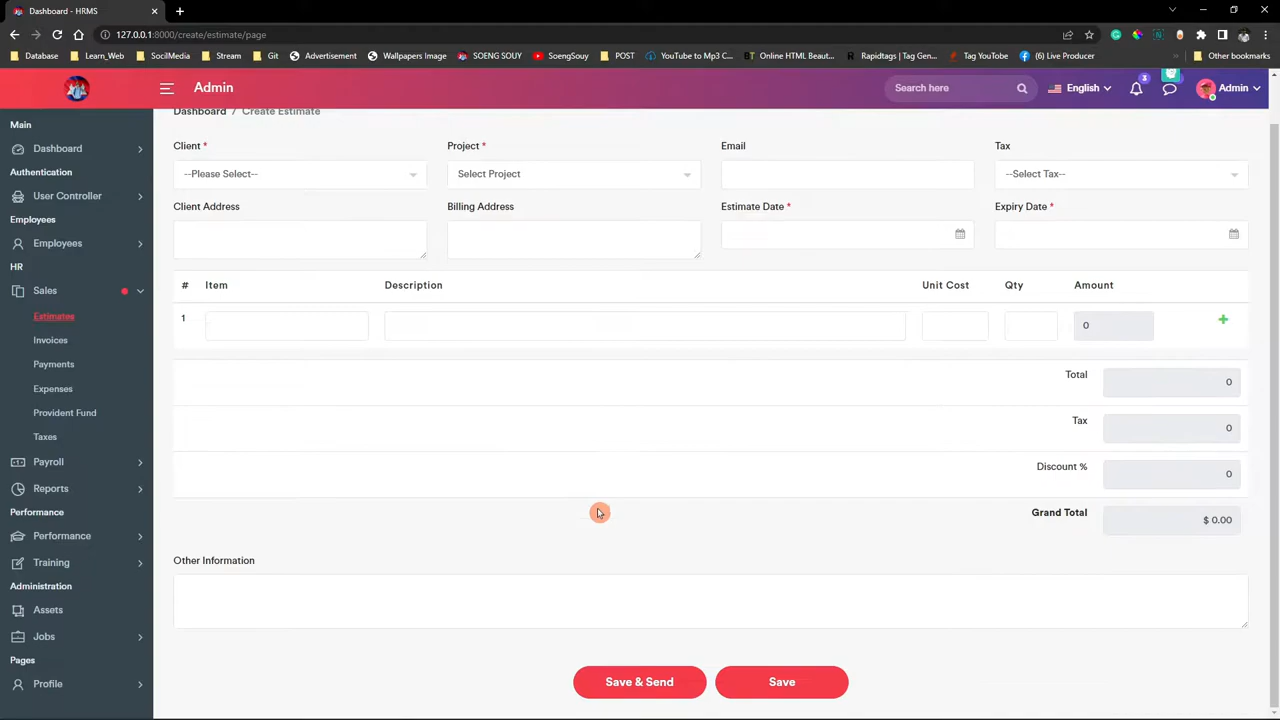 Dashboard - HRMS
127.0.0.1:8000/create/estimate/page
Database
Learn_Web
SocilMedia
Stream
Git
Advertisement
Wallpapers Image
SOENG SOUY
SoengSouy
POST
YouTube to Mp3 C...
Online HTML Beaut...
Rapidtags | Tag Gen...
Tag YouTube
(8) Live Producer
Other bookmarks
Admin
Search here
English
3
Admin
Dashboard / Create Estimate
Main
Dashboard
Authentication
User Controller
Employees
Employees
HR
Sales
Estimates
Invoices
Payments
Expenses
Provident Fund
Taxes
Payroll
Reports
Performance
Performance
Training
Administration
Assets
Jobs
Pages
Profile
Client *
Project *
Email
Tax
--Please Select--
Select Project
--Select Tax--
Client Address
Billing Address
Estimate Date *
Expiry Date *
# Item Description Unit Cost Qty Amount
1 0 +
Total 0
Tax 0
Discount % 0
Grand Total $ 0.00
Other Information
Save & Send
Save